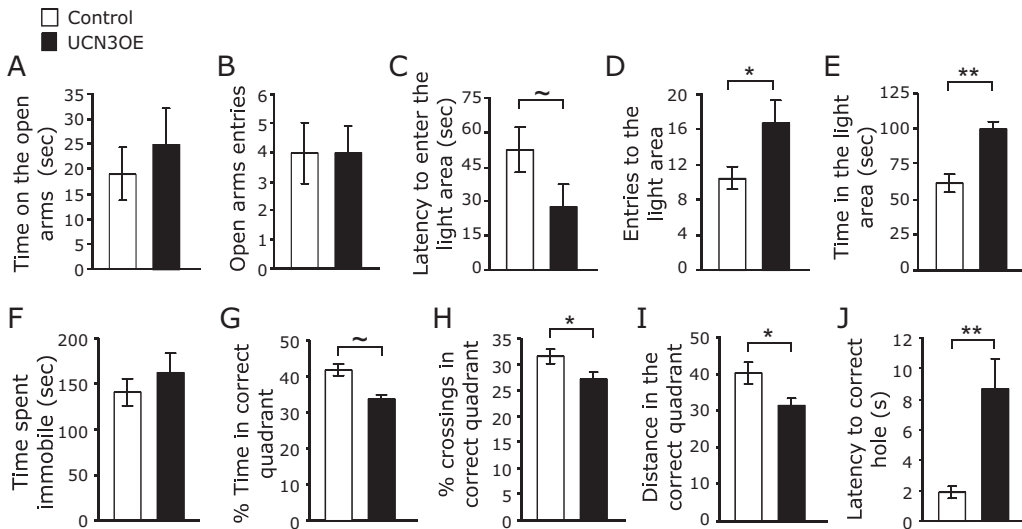 Control
UCN3OE
A
Time on the open
arms (sec)
35
30
25
20
15
10
5
0
B
Open arms entries
6
5
4
3
2
1
0
C
Latency to enter the
light area (sec)
75
60
45
30
15
0
~
D
Entries to the
light area
20
16
12
8
4
0
*
E
Time in the light
area (sec)
125
100
75
50
25
0
**
F
Time spent
immobile (sec)
200
150
100
50
0
G
% Time in correct
quadrant
50
40
30
20
10
0
~
H
% crossings in
correct quadrant
35
30
25
20
15
10
5
0
*
I
Distance in the
correct quadrant
50
40
30
20
10
0
*
J
Latency to correct
hole (s)
12
10
8
6
4
2
0
**